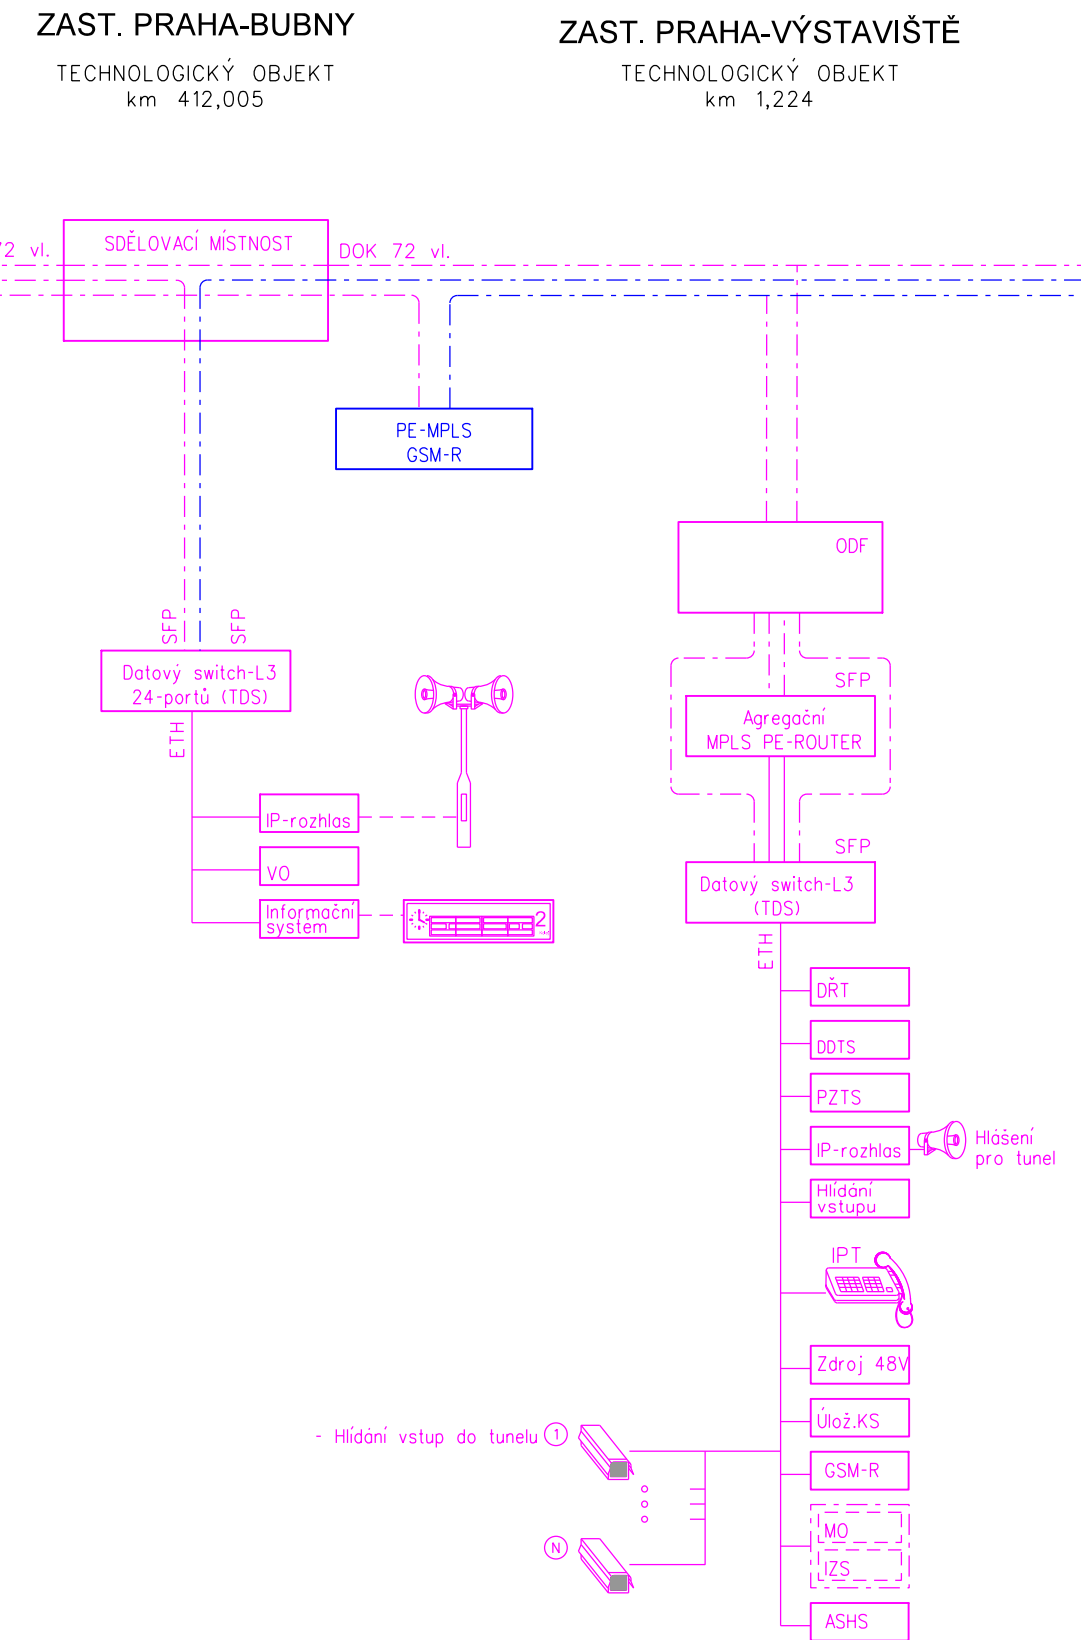 ZAST. PRAHA-BUBNY
TECHNOLOGICKÝ OBJEKT
km 412,005
ZAST. PRAHA-VÝSTAVIŠTĚ
TECHNOLOGICKÝ OBJEKT
km 1,224
72 vl.
SDĚLOVACÍ MÍSTNOST
DOK 72 vl.
PE-MPLS
GSM-R
ODF
SFP
SFP
Datový switch-L3
24-portů (TDS)
ETH
IP-rozhlas
VO
Informační
systém
2
SFP
Agregační
MPLS PE-ROUTER
SFP
Datový switch-L3
(TDS)
ETH
DŘT
DDTS
PZTS
IP-rozhlas
Hlášení
pro tunel
Hlídání
vstupu
IPT
Zdroj 48V
Úlož.KS
- Hlídání vstup do tunelu 1
GSM-R
N
MO
IZS
ASHS